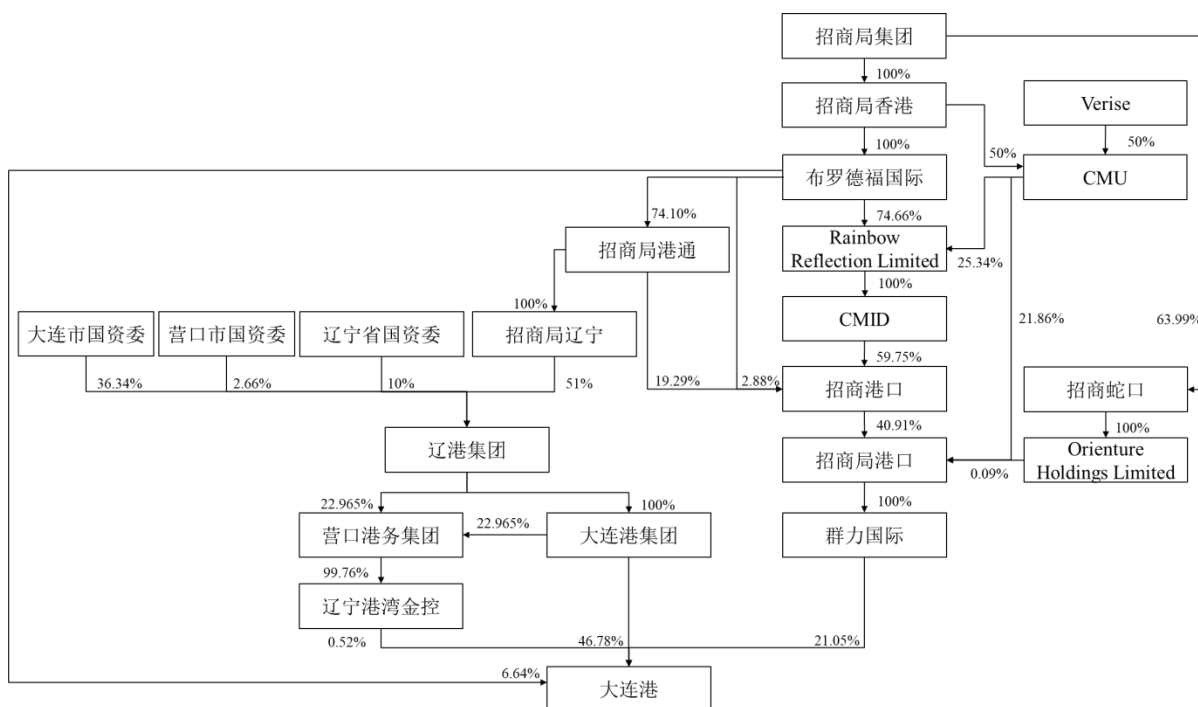 招商局集团
100%
招商局香港
Verise
100%
50%
50%
布罗德福国际
CMU
74.10%
74.66%
招商局港通
Rainbow
Reflection Limited
25.34%
100%
100%
大连市国资委
营口市国资委
辽宁省国资委
招商局辽宁
CMID
21.86%
63.99%
36.34%
2.66%
10%
51%
59.75%
19.29%
2.88%
招商港口
招商蛇口
40.91%
100%
辽港集团
招商局港口
Orienture
Holdings Limited
0.09%
22.965%
100%
100%
营口港务集团
22.965%
大连港集团
群力国际
99.76%
辽宁港湾金控
0.52%
46.78%
21.05%
6.64%
大连港